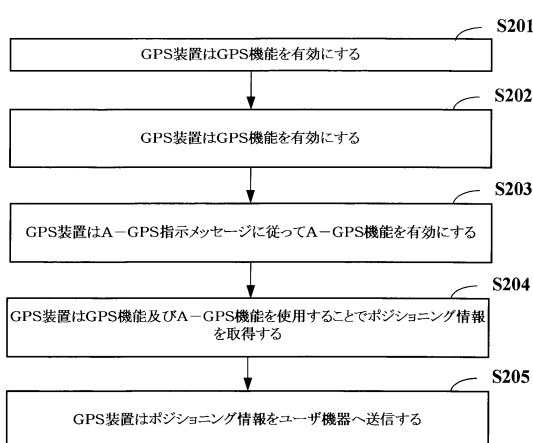 S201
GPS装置はGPS機能を有効にする
S202
GPS装置はGPS機能を有効にする
S203
GPS装置はA－GPS指示メッセージに従ってA－GPS機能を有効にする
S204
GPS装置はGPS機能及びA－GPS機能を使用することでポジショニング情報
を取得する
S205
GPS装置はポジショニング情報をユーザ機器へ送信する